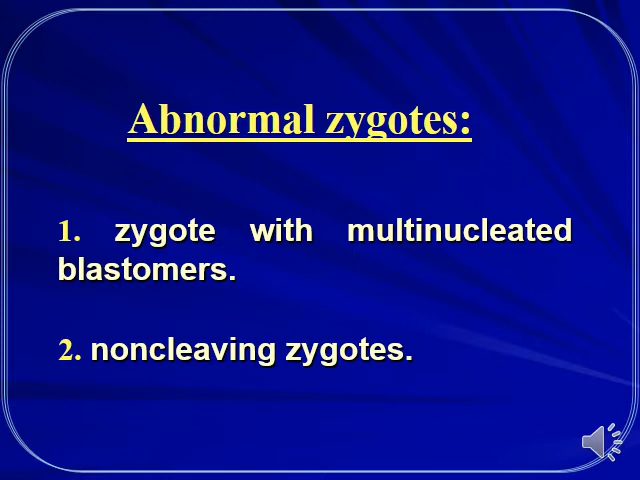 Abnormal zygotes:
1. zygote with multinucleated
blastomers.
2. noncleaving zygotes.